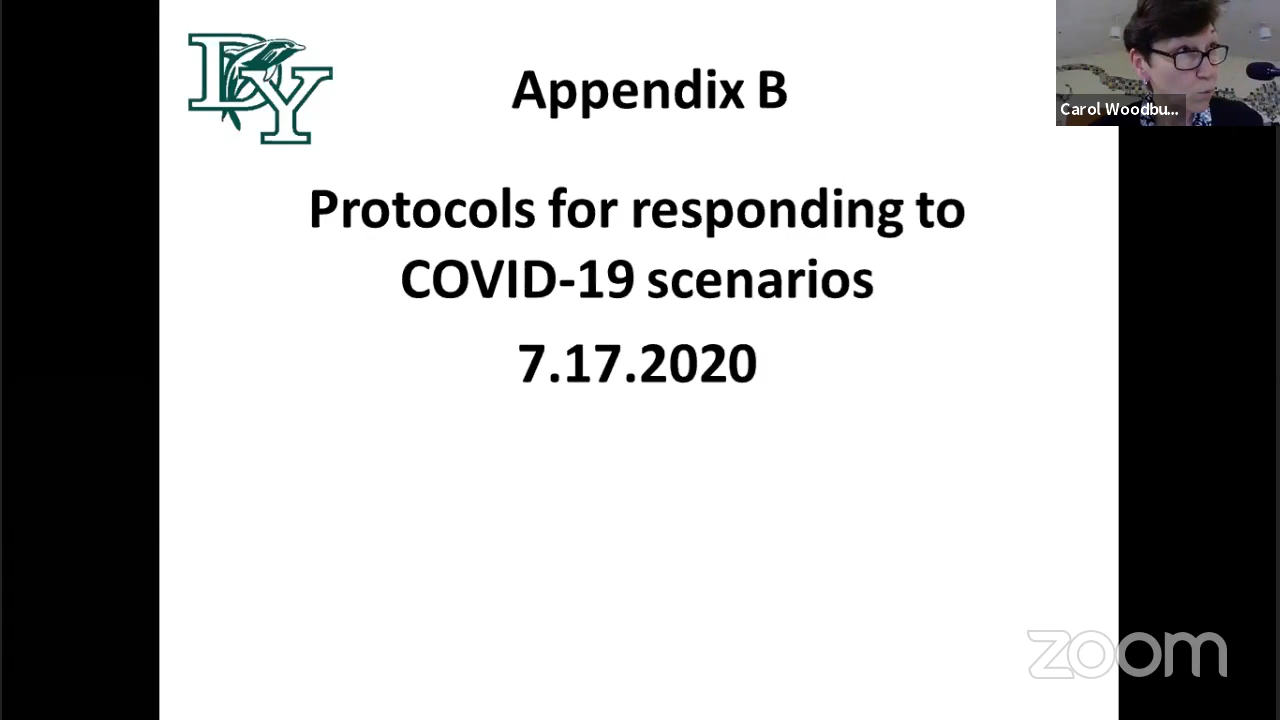 DY
Appendix B
Carol Woodbu...
Protocols for responding to
COVID-19 scenarios
7.17.2020
zoom